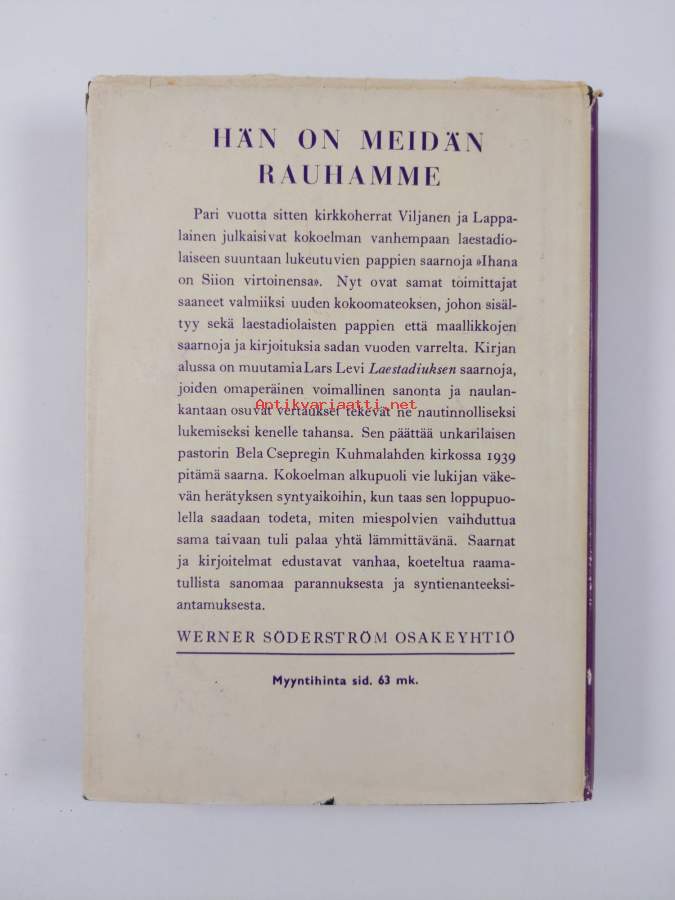 HÄN ON MEIDÄN
RAUHAMME
Pari vuotta sitten kirkkoherrat Viljanen ja Lappa-
lainen julkaisivat kokoelman vanhempaan laestadio-
laiseen suuntaan lukeutuvien pappien saarnoja »Ihana
on Siion virtoinensa». Nyt ovat samat toimittajat
saaneet valmiiksi uuden kokoomateoksen, johon sisäl-
tyy sekä laestadiolaisten pappien että maallikkojen
saarnoja ja kirjoituksia sadan vuoden varrelta. Kirjan
alussa on muutamia Lars Levi Laestadiuksen saarnoja,
joiden omaperäinen voimallinen sanonta ja naulan-
Antikvariaatti.net
kantaan osuvat vertaukset tekevät ne nautinnolliseksi
lukemiseksi kenelle tahansa. Sen päättää unkarilaisen
pastorin Bela Csepregin Kuhmalahden kirkossa 1939
pitämä saarna. Kokoelman alkupuoli vie lukijan väke-
vän herätyksen syntyaikoihin, kun taas sen loppupuo-
lella saadaan todeta, miten miespolvien vaihduttua
sama taivaan tuli palaa yhtä lämmittävänä. Saarnat
ja kirjoitelmat edustavat vanhaa, koeteltua raama-
tullista sanomaa parannuksesta ja syntienanteeksi-
antamuksesta.
WERNER SÖDERSTRÖM OSAKEYHTIÖ
Myyntihinta sid. 63 mk.